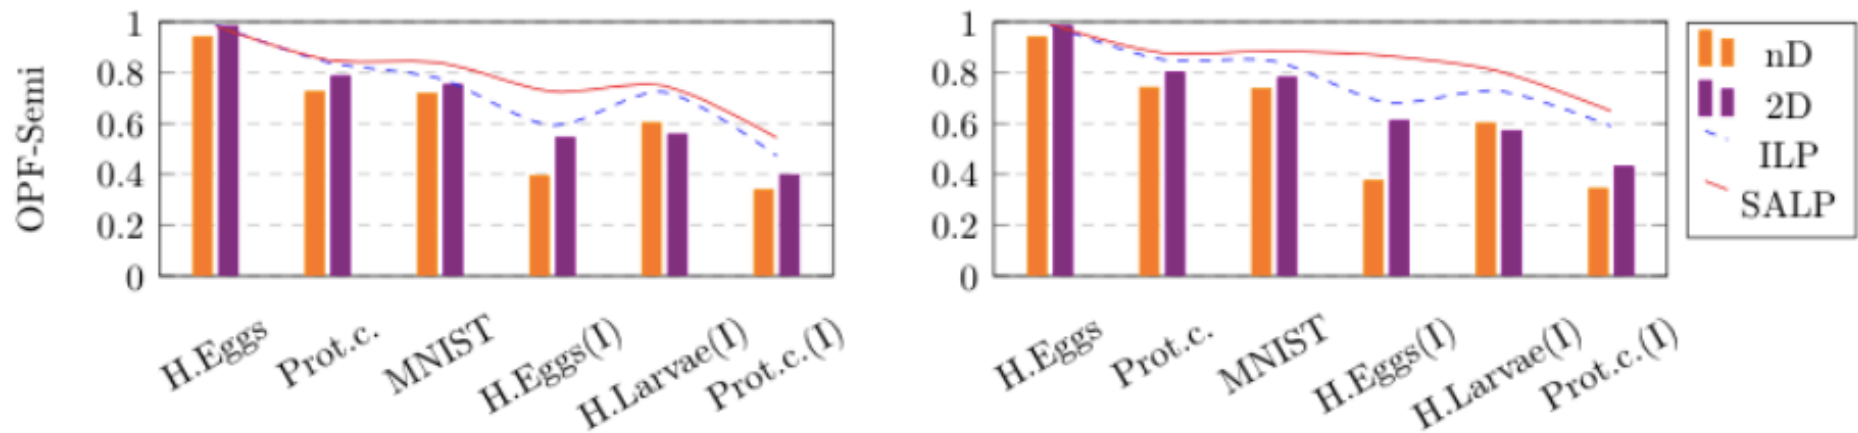 OPF-Semi
1
0.8
0.6
0.4
0.2
0
H.Eggs
Prot.c.
MNIST
H.Eggs(I)
H.Larvae(I)
Prot.c.(I)
1
0.8
0.6
0.4
0.2
0
H.Eggs
Prot.c.
MNIST
H.Eggs(I)
H.Larvae(I)
Prot.c.(I)
nD
2D
ILP
SALP